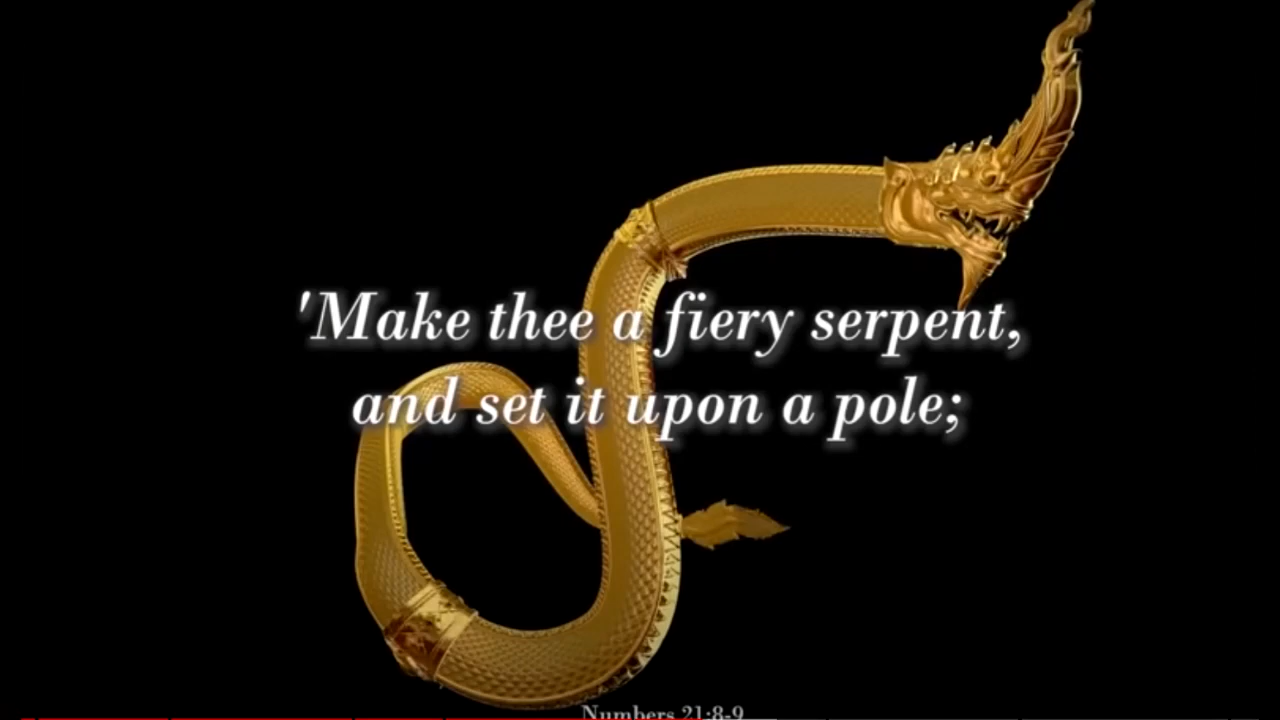 'Make thee a fiery serpent,
and set it upon a pole;
Numbers 21:8-9